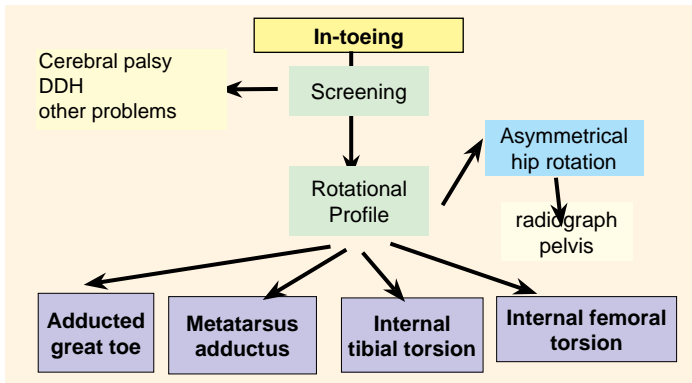 In-toeing
Cerebral palsy
DDH
other problems
Screening
Asymmetrical
hip rotation
Rotational
Profile
radiograph
pelvis
Adducted
great toe
Metatarsus
adductus
Internal
tibial torsion
Internal femoral
torsion